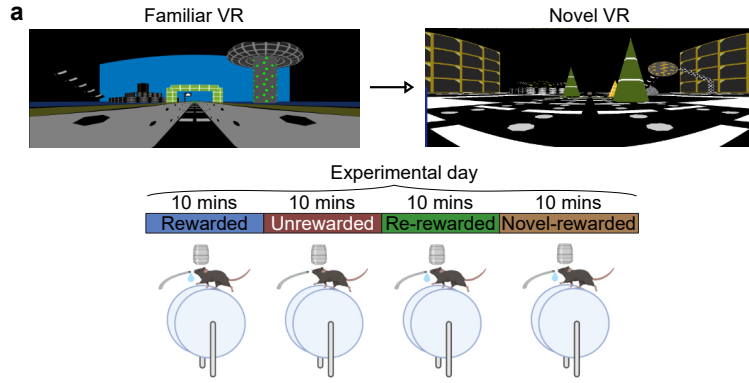 a
Familiar VR
Novel VR
Experimental day
10 mins 10 mins 10 mins 10 mins
Rewarded Unrewarded Re-rewarded Novel-rewarded